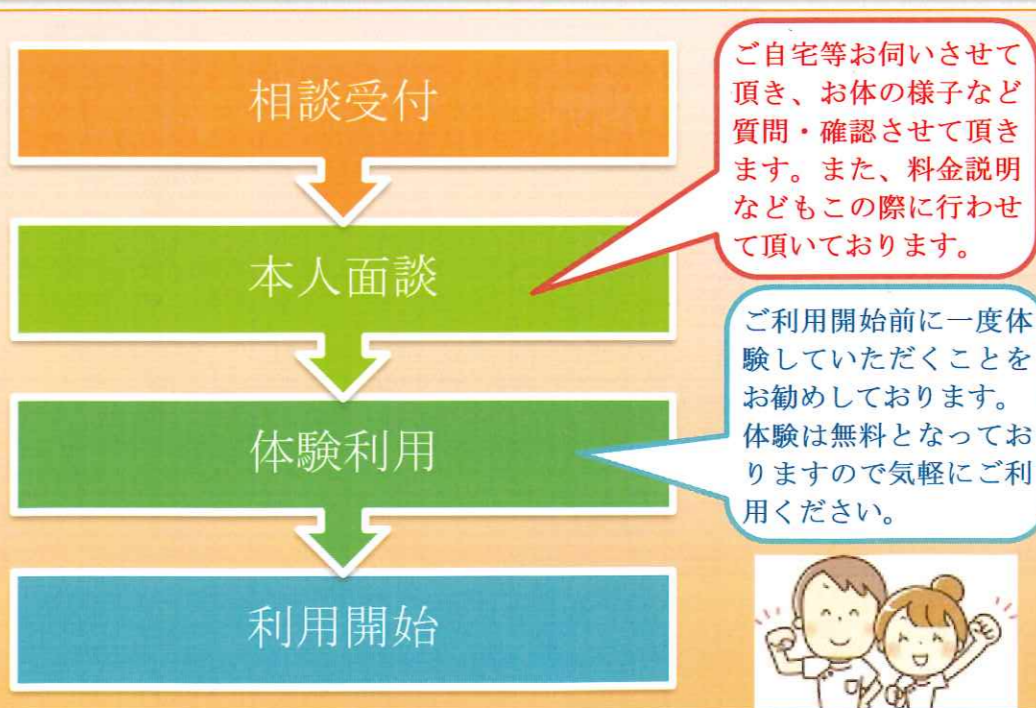 相談受付
ご自宅等お伺いさせて
頂き、お体の様子など
質問・確認させて頂き
ます。また、料金説明
などもこの際に行わせ
て頂いております。
本人面談
ご利用開始前に一度体
験していただくことを
お勧めしております。
体験は無料となってお
りますので気軽にご利
用ください。
体験利用
利用開始